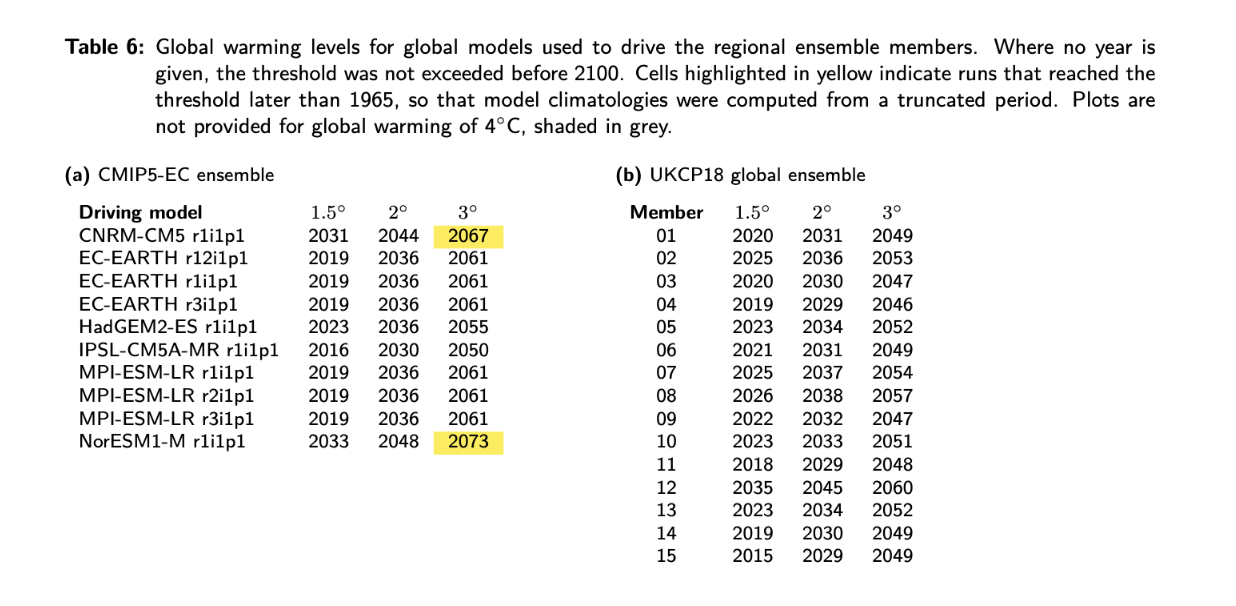 Table 6: Global warming levels for global models used to drive the regional ensemble members. Where no year is
given, the threshold was not exceeded before 2100. Cells highlighted in yellow indicate runs that reached the
threshold later than 1965, so that model climatologies were computed from a truncated period. Plots are
not provided for global warming of 4°C, shaded in grey.
(a) CMIP5-EC ensemble
Driving model 1.5° 2° 3°
CNRM-CM5 r1i1p1 2031 2044 2067
EC-EARTH r12i1p1 2019 2036 2061
EC-EARTH r1i1p1 2019 2036 2061
EC-EARTH r3i1p1 2019 2036 2061
HadGEM2-ES r1i1p1 2023 2036 2055
IPSL-CM5A-MR r1i1p1 2016 2030 2050
MPI-ESM-LR r1i1p1 2019 2036 2061
MPI-ESM-LR r2i1p1 2019 2036 2061
MPI-ESM-LR r3i1p1 2019 2036 2061
NorESM1-M r1i1p1 2033 2048 2073
(b) UKCP18 global ensemble
Member 1.5° 2° 3°
01 2020 2031 2049
02 2025 2036 2053
03 2020 2030 2047
04 2019 2029 2046
05 2023 2034 2052
06 2021 2031 2049
07 2025 2037 2054
08 2026 2038 2057
09 2022 2032 2047
10 2023 2033 2051
11 2018 2029 2048
12 2035 2045 2060
13 2023 2034 2052
14 2019 2030 2049
15 2015 2029 2049